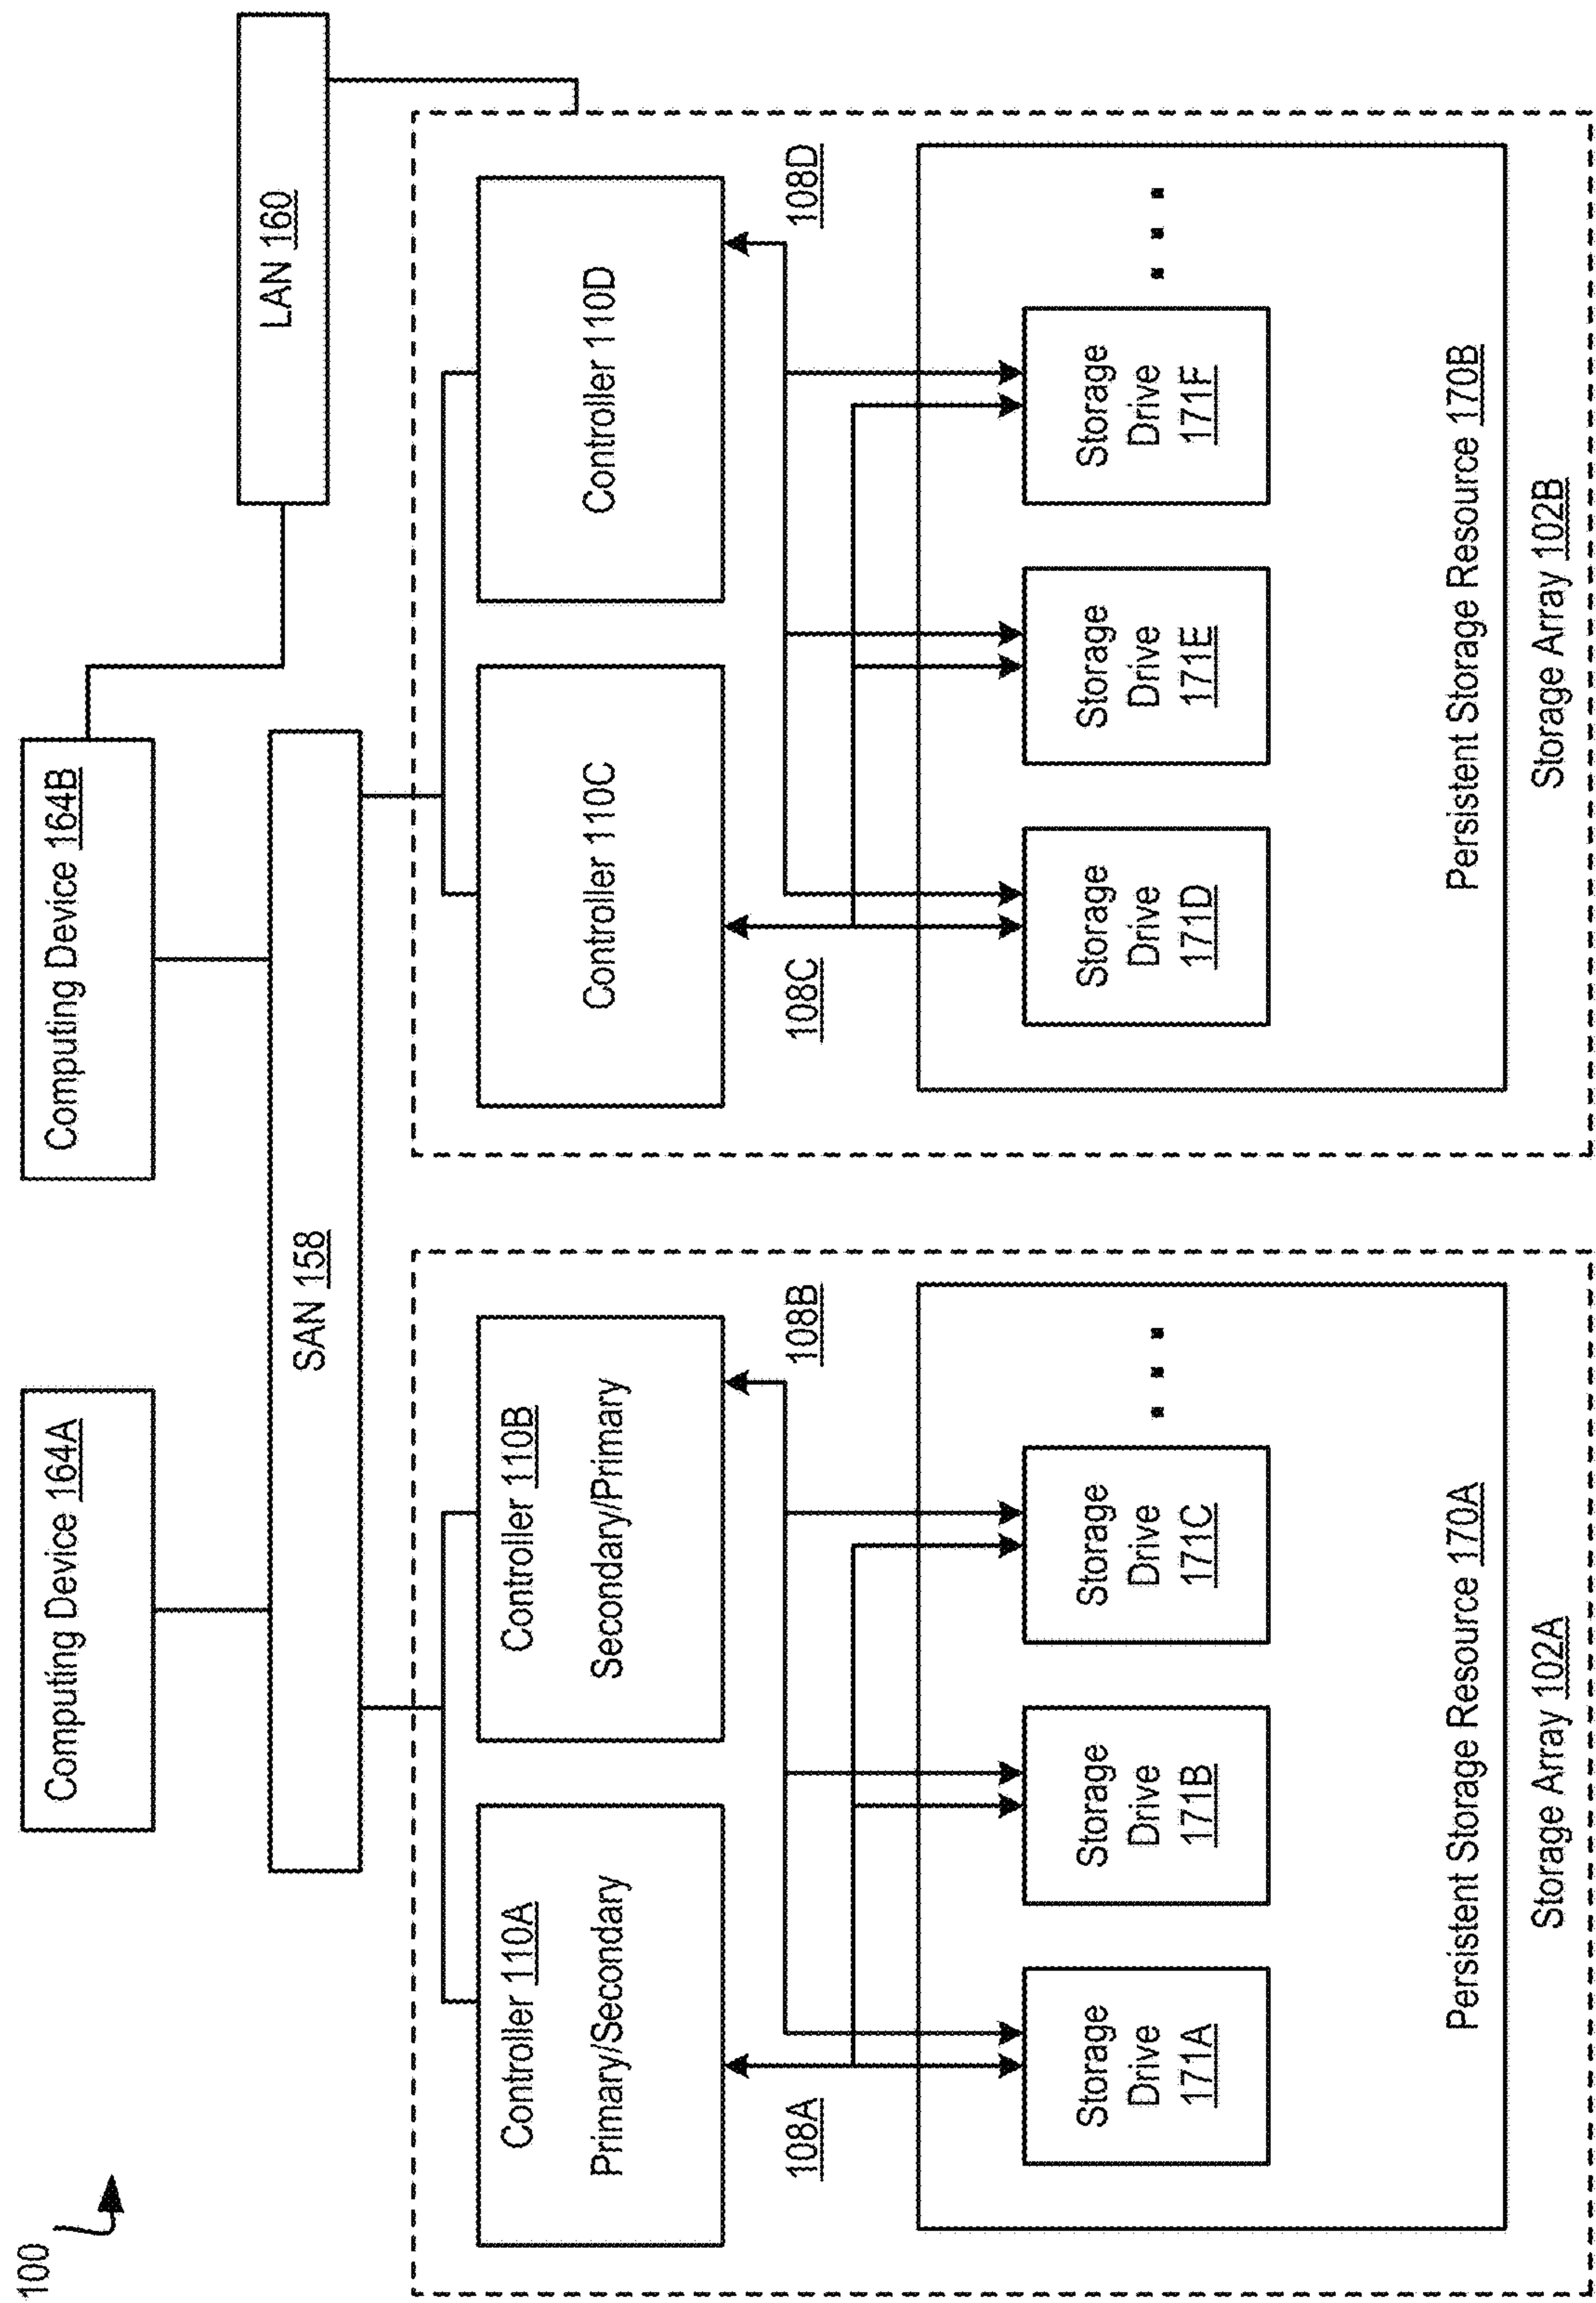 100
Computing Device 164A
Computing Device 164B
SAN 158
LAN 160
Controller 110A
Primary/Secondary
Controller 110B
Secondary/Primary
108A
108B
Storage
Drive
171A
Storage
Drive
171B
Storage
Drive
171C
Persistent Storage Resource 170A
Storage Array 102A
Controller 110C
Controller 110D
108C
108D
Storage
Drive
171D
Storage
Drive
171E
Storage
Drive
171F
Persistent Storage Resource 170B
Storage Array 102B